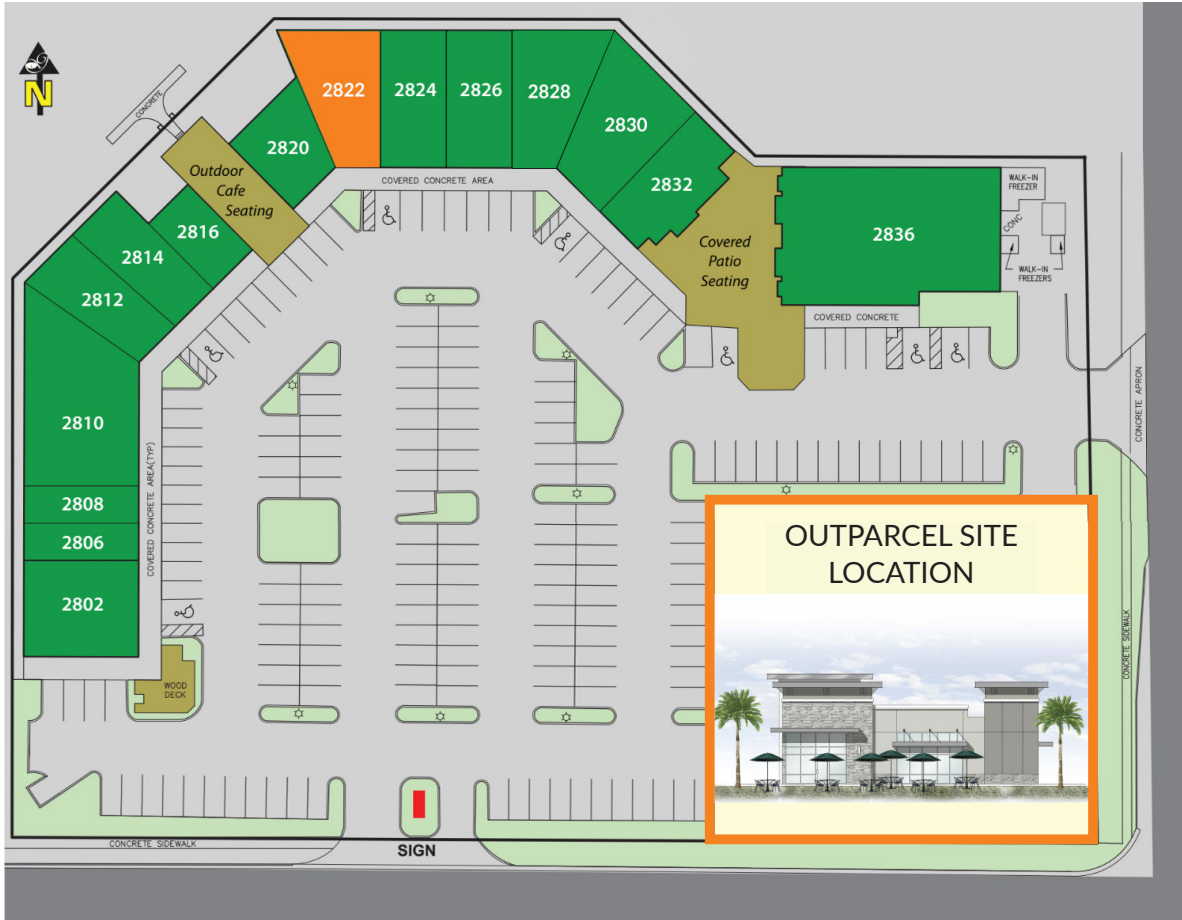 N
CONCRETE
2822
2824
2826
2828
2830
2820
2832
Outdoor
Cafe
Seating
COVERED CONCRETE AREA
2816
2814
2812
2836
WALK-IN
FREEZER
CONC
WALK-IN
FREEZERS
Covered
Patio
Seating
COVERED CONCRETE
CONCRETE APRON
2810
2808
2806
2802
COVERED CONCRETE AREA(TYP)
WOOD
DECK
OUTPARCEL SITE
LOCATION
CONCRETE SIDEWALK
CONCRETE SIDEWALK
SIGN